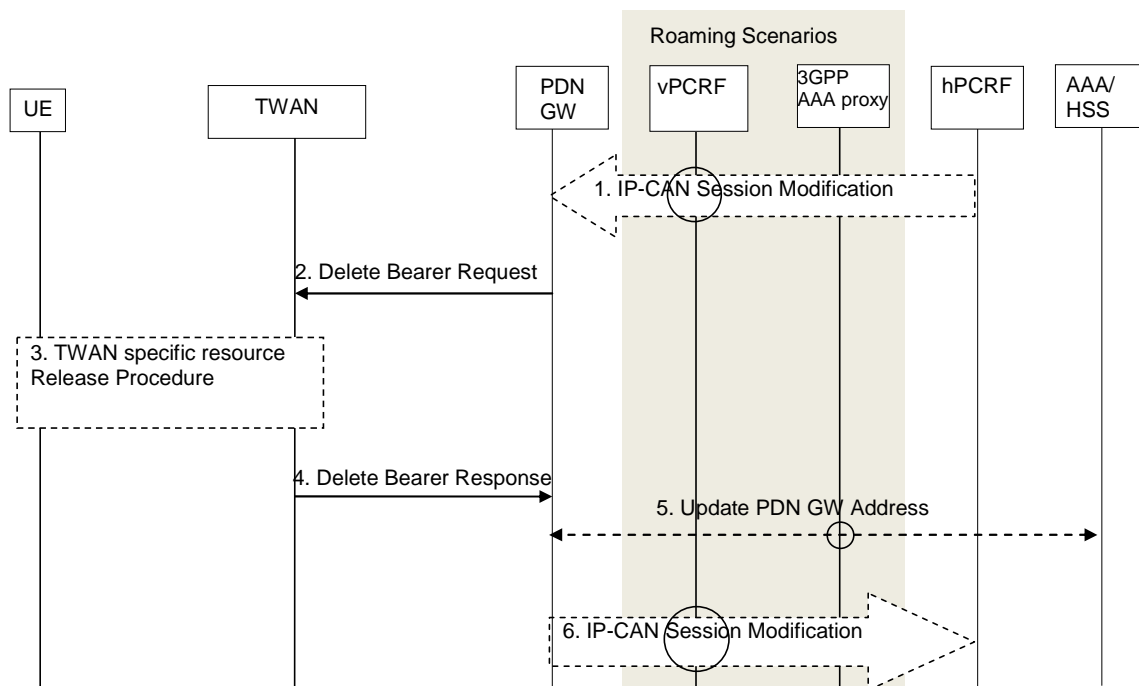 Roaming Scenarios
UE
TWAN
PDN
GW
vPCRF
3GPP
AAA proxy
hPCRF
AAA/
HSS
1. IP-CAN Session Modification
2. Delete Bearer Request
3. TWAN specific resource
Release Procedure
4. Delete Bearer Response
5. Update PDN GW Address
6. IP-CAN Session Modification